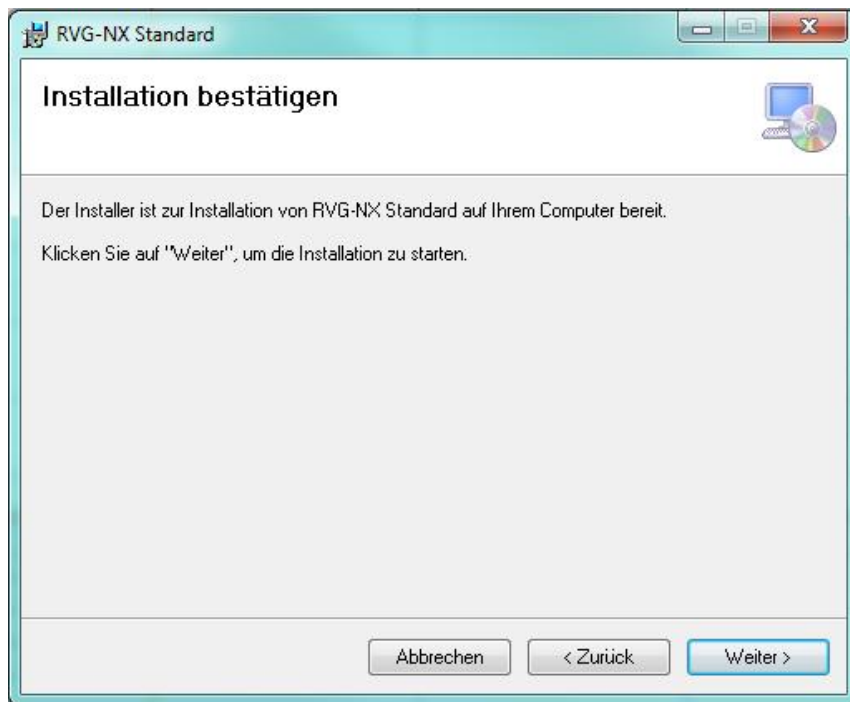 RVG-NX Standard
Installation bestätigen
Der Installer ist zur Installation von RVG-NX Standard auf Ihrem Computer bereit.
Klicken Sie auf "Weiter", um die Installation zu starten.
Abbrechen < Zurück Weiter >